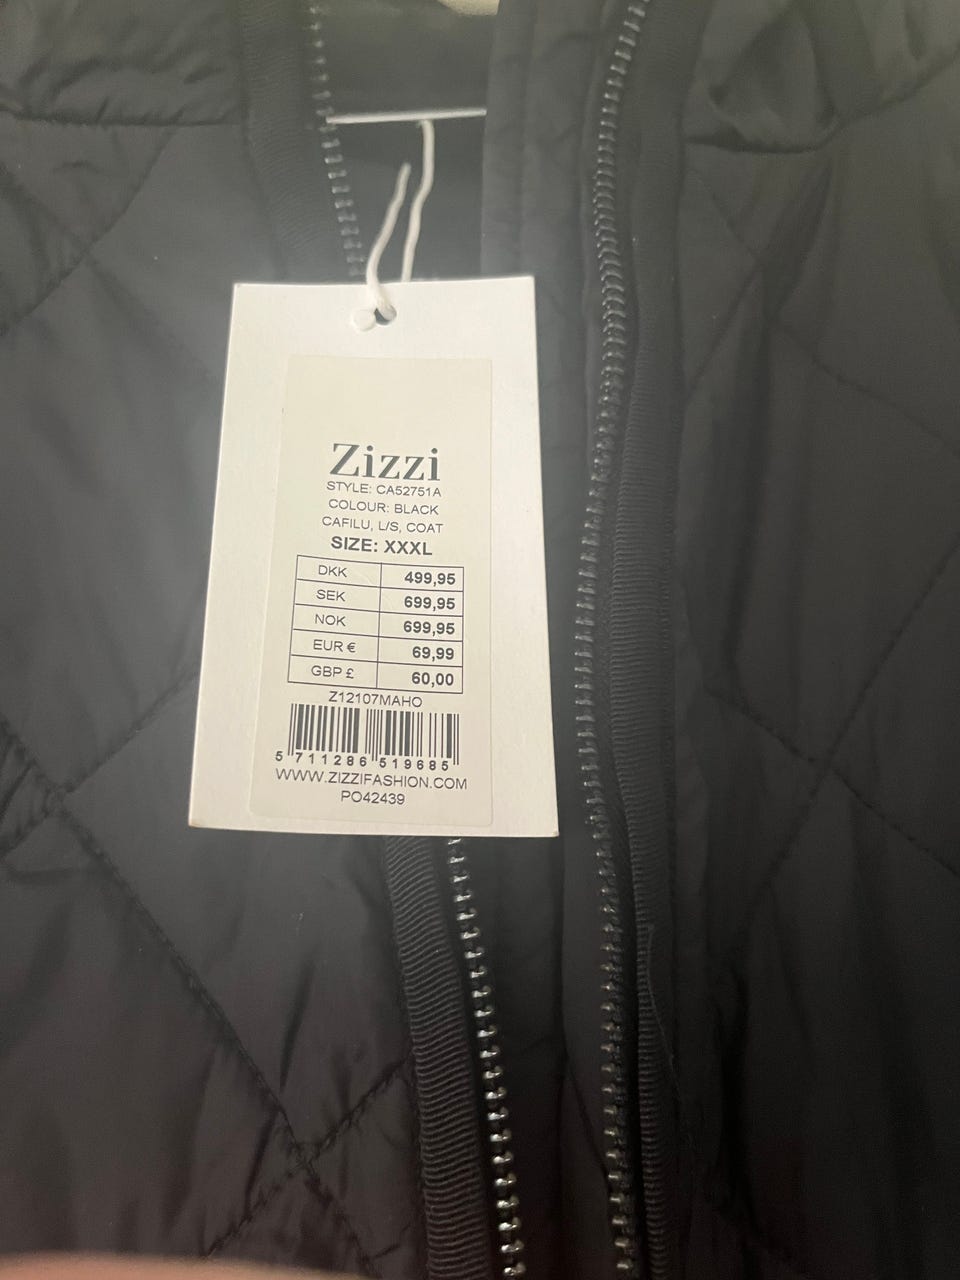 Zizzi
STYLE: CA52751A
COLOUR: BLACK
CAFILU, L/S, COAT
SIZE: XXXL
DKK 499,95
SEK 699,95
NOK 699,95
EUR € 69,99
GBP £ 60,00
Z12107MAHO
5 711286 519685
WWW.ZIZZIFASHION.COM
PO42439